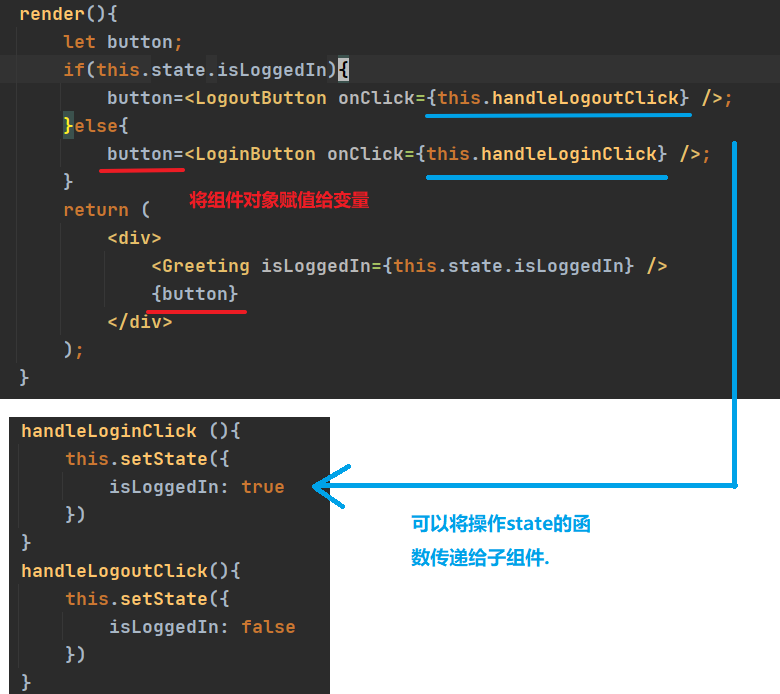 render(){
let button;
if(this.state.isLoggedIn){
button=<LogoutButton onClick={this.handleLogoutClick} />;
}else{
button=<LoginButton onClick={this.handleLoginClick} />;
}
将组件对象赋值给变量
return (
<div>
<Greeting isLoggedIn={this.state.isLoggedIn} />
{button}
</div>
);
}
handleLoginClick (){
this.setState({
isLoggedIn: true
})
}
handleLogoutClick(){
this.setState({
isLoggedIn: false
})
}
可以将操作state的函
数传递给子组件.